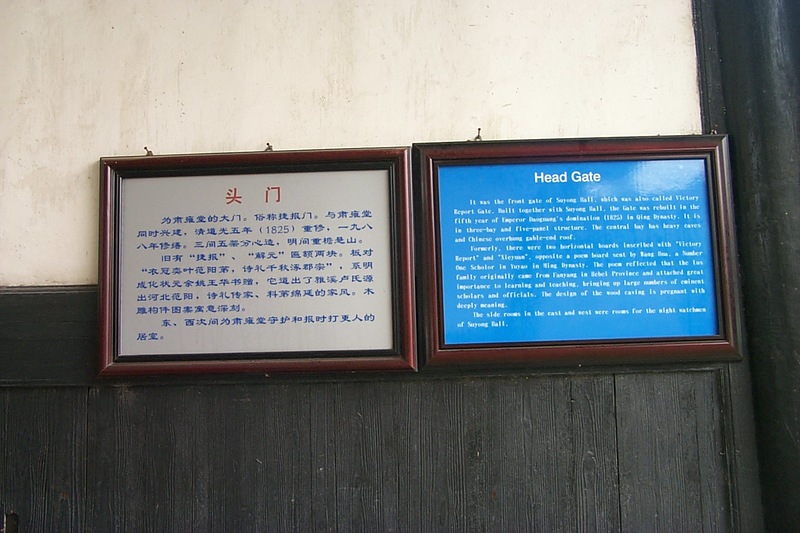 头 门
为肃雍堂的大门。俗称捷报门。与肃雍堂
同时兴建,清道光五年(1825)重修,一九八
八年修缮。三间五架分心造,明间重檐悬山。
旧有“捷报”、“解元”匾额两块。板对
“衣冠奕叶范阳第,诗礼千秋涿郡宗”,系明
成化状元余姚王华书赠,它道出了雅溪卢氏源
出河北范阳,诗礼传家、科第绵延的家风。木
雕构件图案寓意深刻。
东、西次间为肃雍堂守护和报时打更人的
居室。
Head Gate
It was the front gate of Suyong Hall, which was also called Victory
Report Gate. Built together with Suyong Hall, the Gate was rebuilt in the
fifth year of Emperor Daoguang's domination (1825) in Qing Dynasty. It is
in three-bay and five-panel structure. The central bay has heavy eaves
and Chinese overhung gable-end roof.
Formerly, there were two horizontal boards inscribed with "Victory
Report" and "Xieyuan", opposite a poem board sent by Wang Hua, a Number
One Scholar in Yuyao in Ming Dynasty. The poem reflected that the Lus
family originally came from Fanyang in Hebei Province and attached great
importance to learning and teaching, bringing up large numbers of eminent
scholars and officials. The design of the wood caving is pregnant with
deeply meaning.
The side rooms in the east and west were rooms for the night watchmen
of Suyong Hall.